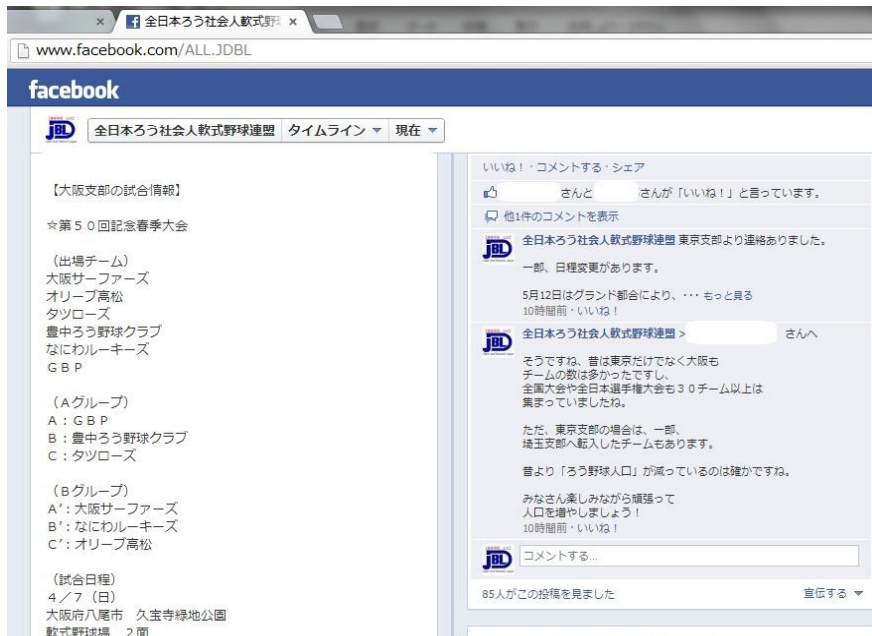 全日本ろう社会人軟式野
www.facebook.com/ALL.JDBL
facebook
JBL
全日本ろう社会人軟式野球連盟 タイムライン 現在
【大阪支部の試合情報】
☆第５０回記念春季大会
（出場チーム）
大阪サーファーズ
オリーブ高松
タツローズ
豊中ろう野球クラブ
なにわルーキーズ
ＧＢＰ
（Ａグループ）
Ａ：ＧＢＰ
Ｂ：豊中ろう野球クラブ
Ｃ：タツローズ
（Ｂグループ）
Ａ′：大阪サーファーズ
Ｂ′：なにわルーキーズ
Ｃ′：オリーブ高松
（試合日程）
４／７（日）
大阪府八尾市　久宝寺緑地公園
軟式野球場　２面
いいね！・コメントする・シェア
さんと さんが「いいね！」と言っています。
他1件のコメントを表示
JBL
全日本ろう社会人軟式野球連盟 東京支部より連絡ありました。
一部、日程変更があります。
5月12日はグランド都合により、・・・ もっと見る
10時間前・いいね！
JBL
全日本ろう社会人軟式野球連盟＞ さんへ
そうですね、昔は東京だけでなく大阪も
チームの数は多かったですし、
全国大会や全日本選手権大会も３０チーム以上は
集まっていましたね。
ただ、東京支部の場合は、一部、
埼玉支部へ転入したチームもあります。
昔より「ろう野球人口」が減っているのは確かですね。
みなさん楽しみながら頑張って
人口を増やしましょう！
10時間前・いいね！
JBL
コメントする...
85人がこの投稿を見ました
宣伝する